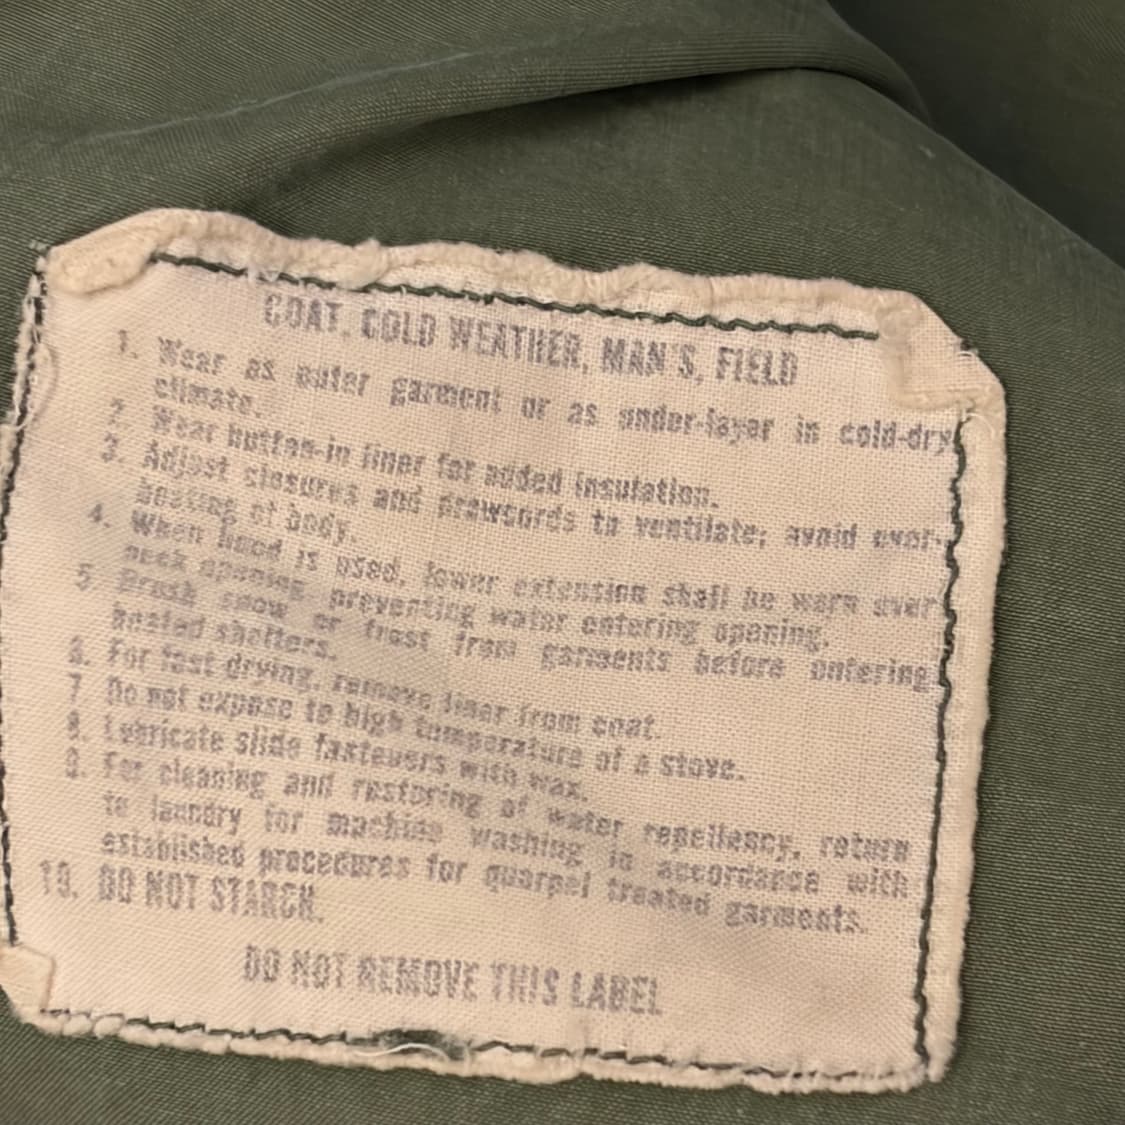 COAT, COLD WEATHER, MAN'S, FIELD
1. Wear as outer garment or as under-layer in cold-dry
climate.
2. Wear button-in liner for added insulation.
3. Adjust closures and drawcords to ventilate; avoid over-
heating of body.
4. When hood is used, lower extension shall be worn over
neck opening preventing water entering opening.
5. Brush snow or frost from garments before entering
heated shelters.
6. For fast drying, remove liner from coat.
7. Do not expose to high temperature of a stove.
8. Lubricate slide fasteners with wax.
9. For cleaning and restoring of water repellency, return
to laundry for machine washing in accordance with
established procedures for quarpel treated garments.
10. DO NOT STARCH.
DO NOT REMOVE THIS LABEL